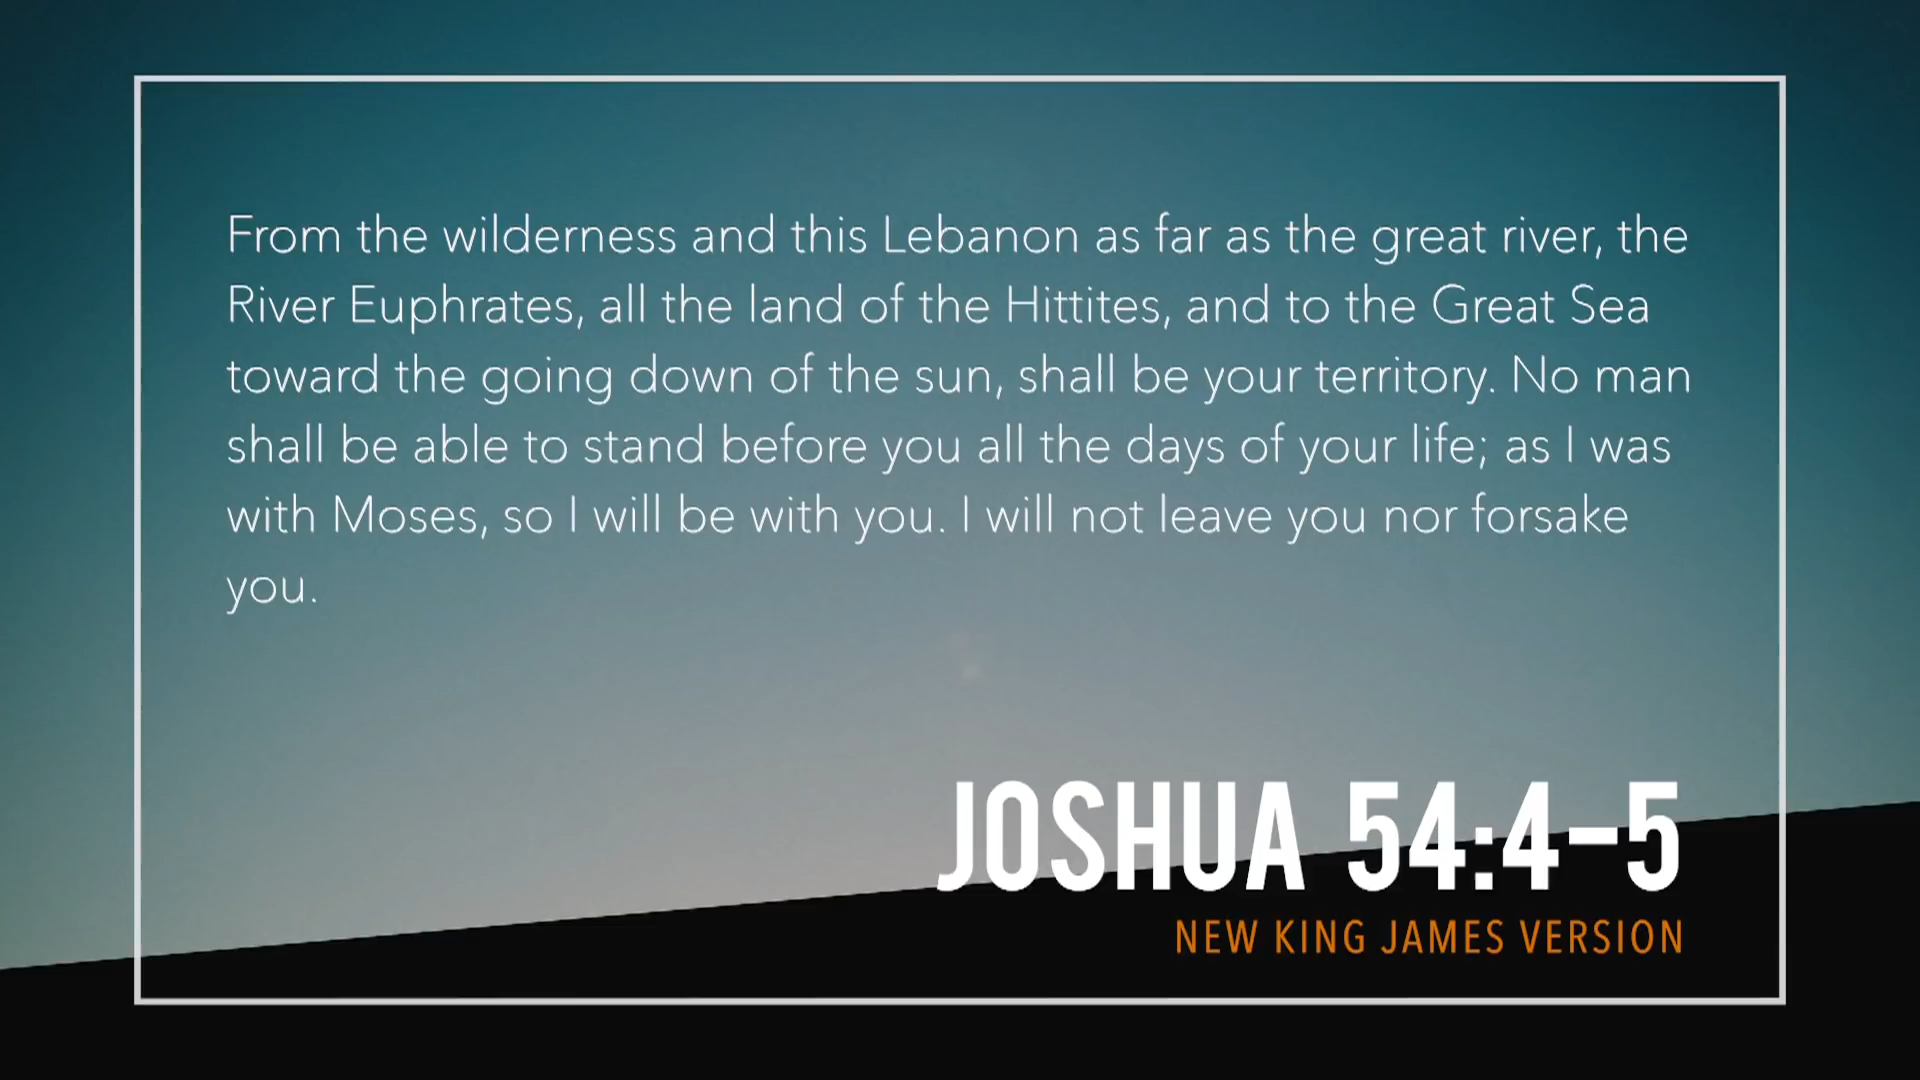 From the wilderness and this Lebanon as far as the great river, the
River Euphrates, all the land of the Hittites, and to the Great Sea
toward the going down of the sun, shall be your territory. No man
shall be able to stand before you all the days of your life; as I was
with Moses, so I will be with you. I will not leave you nor forsake
you.
JOSHUA 54:4–5
NEW KING JAMES VERSION